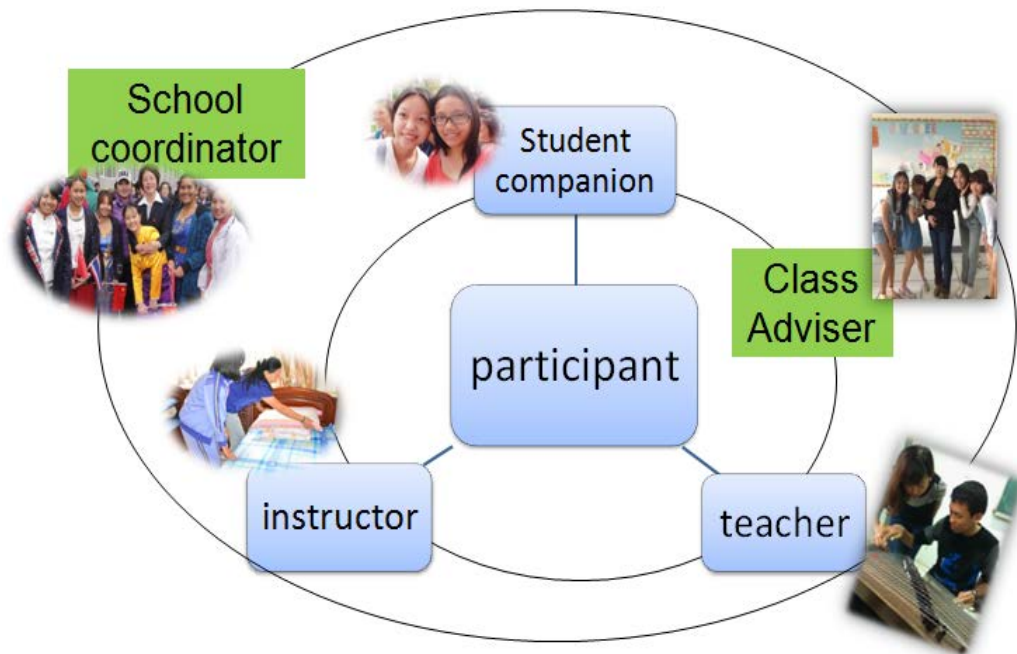 School
coordinator
Student
companion
Class
Adviser
participant
instructor
teacher